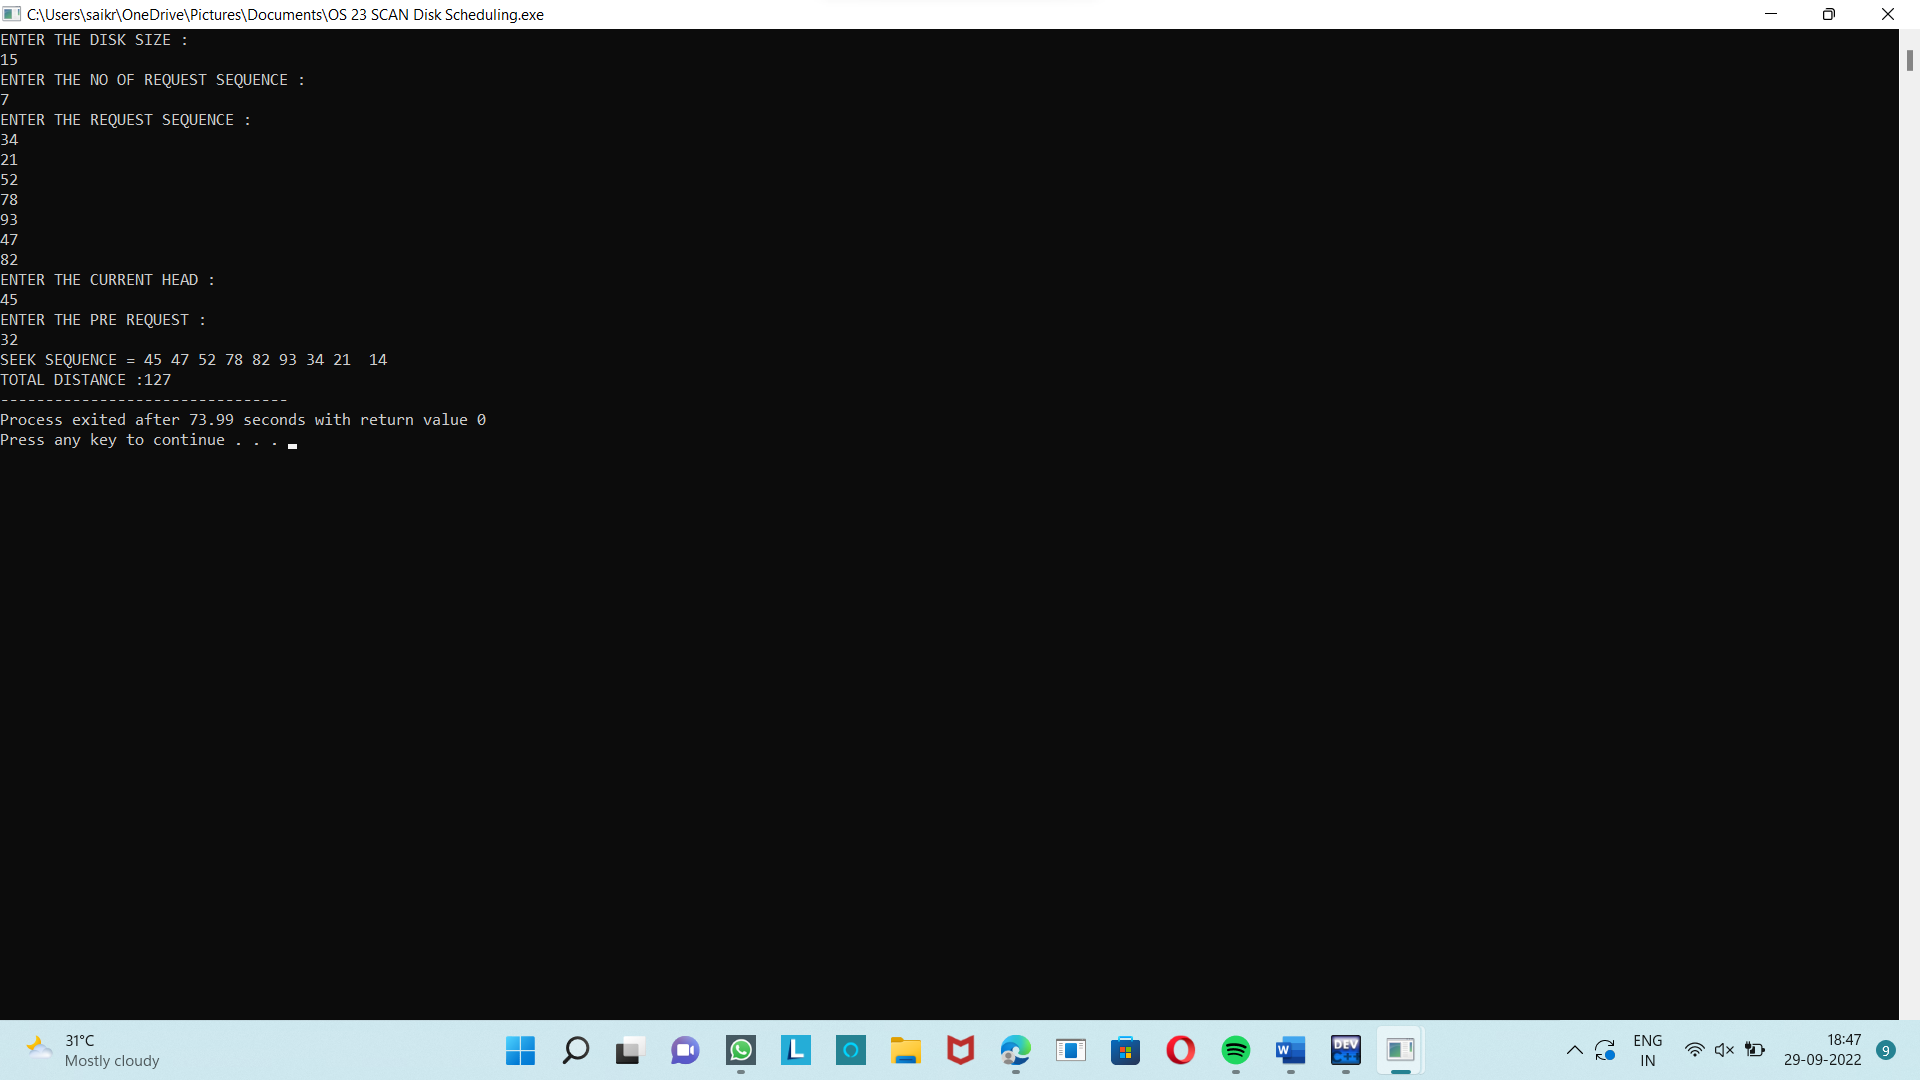 C:\Users\saikr\OneDrive\Pictures\Documents\OS 23 SCAN Disk Scheduling.exe
ENTER THE DISK SIZE :
15
ENTER THE NO OF REQUEST SEQUENCE :
7
ENTER THE REQUEST SEQUENCE :
34
21
52
78
93
47
82
ENTER THE CURRENT HEAD :
45
ENTER THE PRE REQUEST :
32
SEEK SEQUENCE = 45 47 52 78 82 93 34 21  14
TOTAL DISTANCE :127
--------------------------------
Process exited after 73.99 seconds with return value 0
Press any key to continue . . .
31°C
Mostly cloudy
L
W
DEV
C++
ENG
IN
18:47
29-09-2022
9